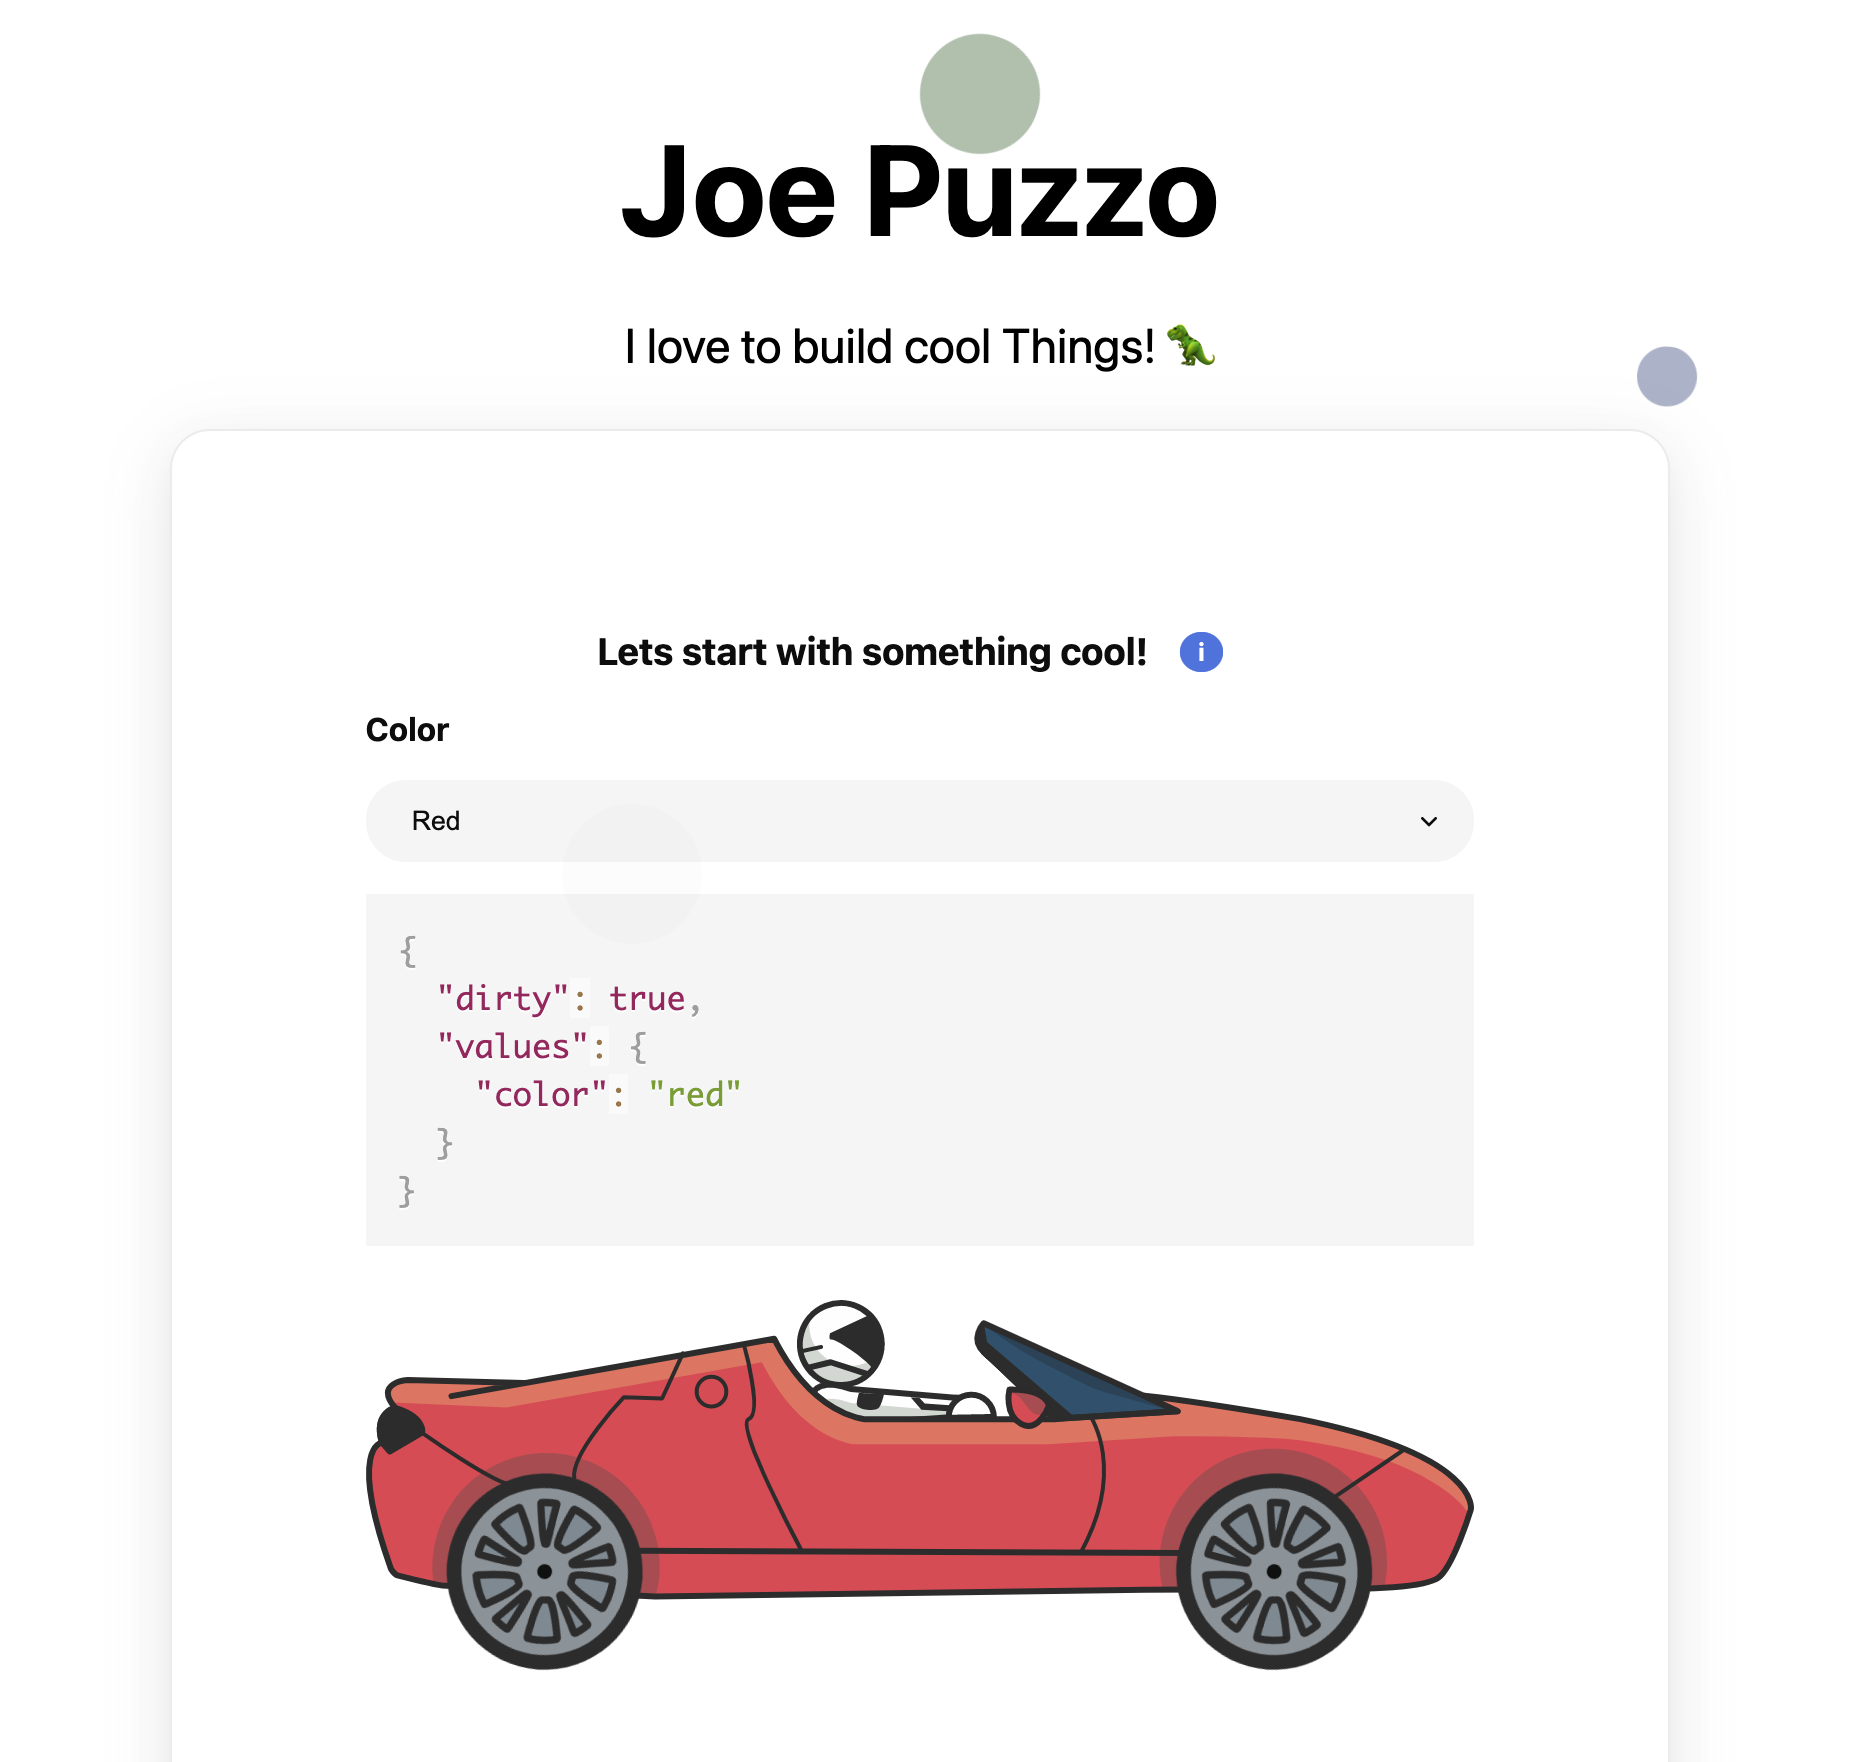 Joe Puzzo
I love to build cool Things! 🦖
Lets start with something cool! i
Color
Red
{
  "dirty": true,
  "values": {
    "color": "red"
  }
}